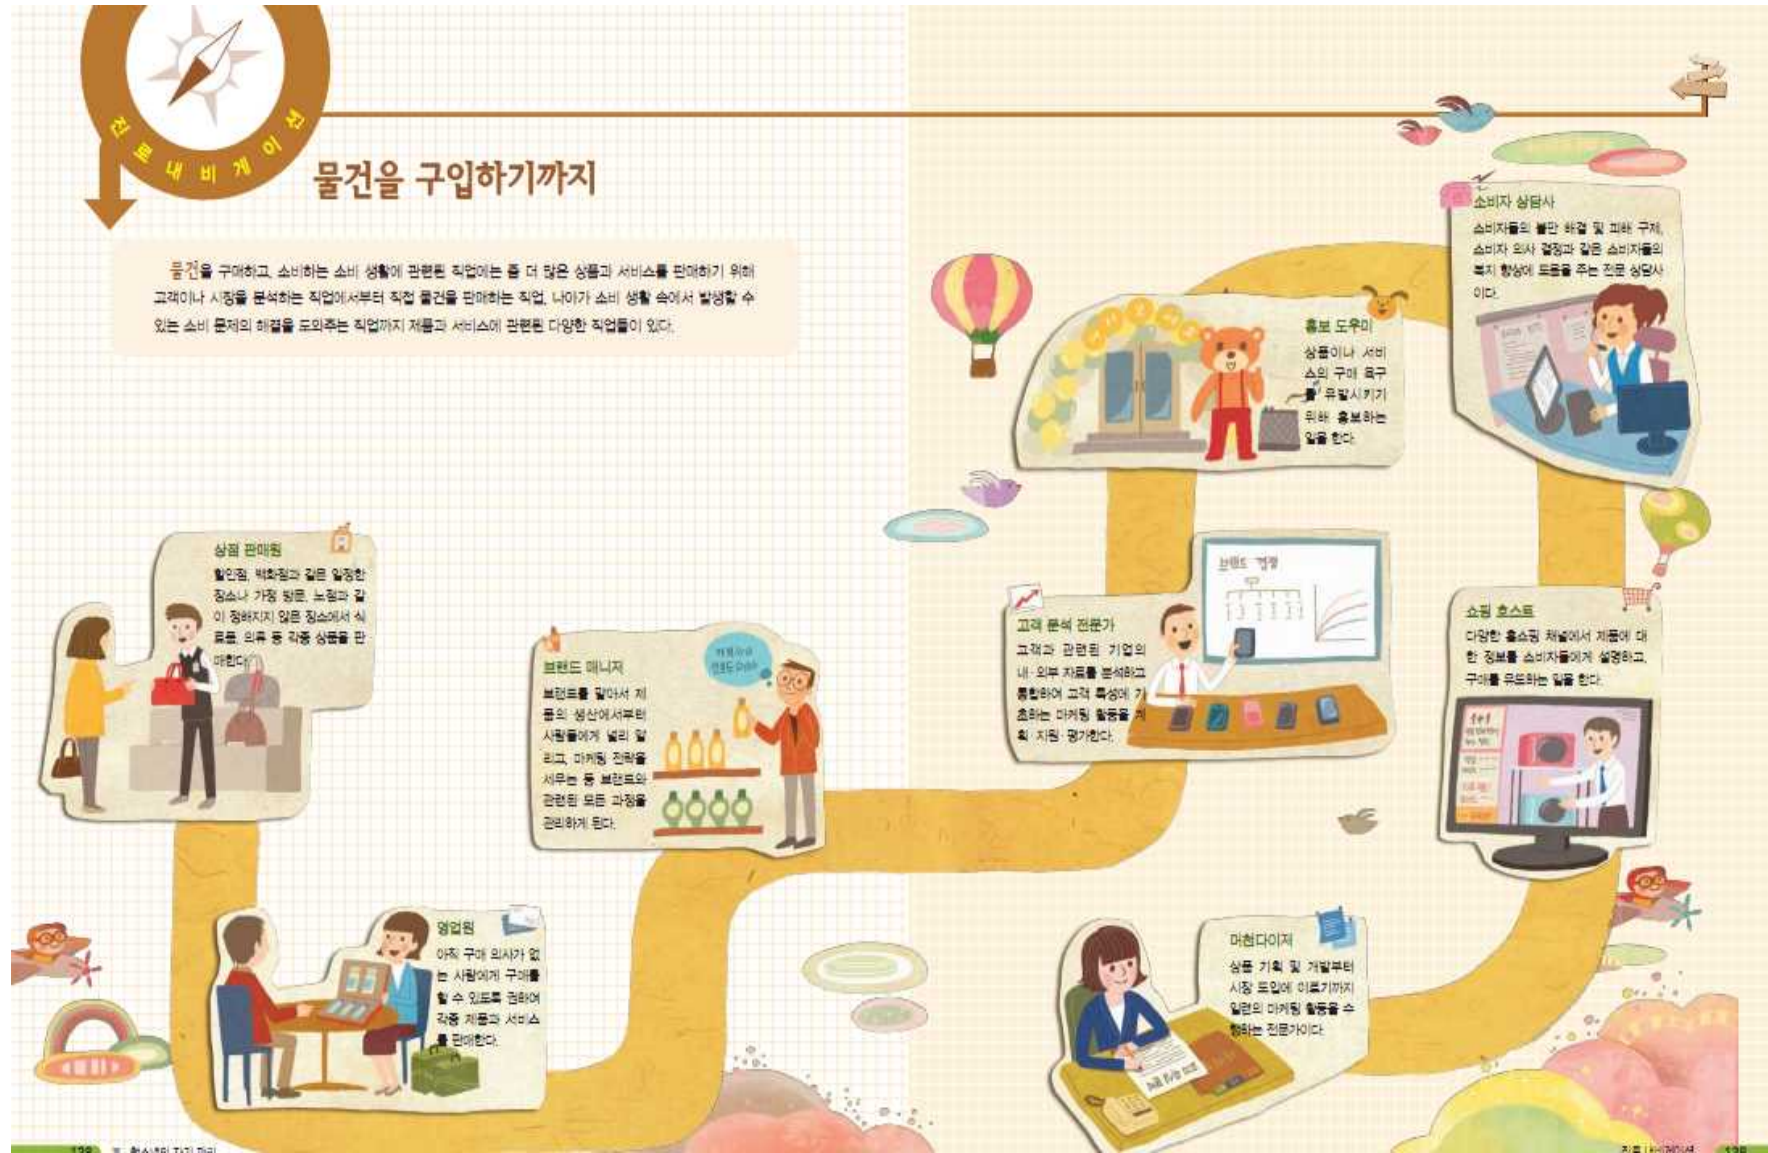 진로내비게이션
물건을 구입하기까지
물건을 구매하고, 소비하는 소비 생활에 관련된 직업에는 좀 더 많은 상품과 서비스를 판매하기 위해
고객이나 시장을 분석하는 직업에서부터 직접 물건을 판매하는 직업, 나아가 소비 생활 속에서 발생할 수
있는 소비 문제의 해결을 도와주는 직업까지 제품과 서비스에 관련된 다양한 직업들이 있다.
상점 판매원
할인점, 백화점과 같은 일정한
장소나 가정 방문, 노점과 같
이 정해지지 않은 장소에서 식
료품, 의류 등 각종 상품을 판
매한다.
영업원
아직 구매 의사가 없
는 사람에게 구매를
할 수 있도록 권하여
각종 제품과 서비스
를 판매한다.
브랜드 매니저
브랜드를 맡아서 제
품의 생산에서부터
사람들에게 널리 알
리고, 마케팅 전략을
세우는 등 브랜드와
관련된 모든 과정을
관리하게 된다.
고객 분석 전문가
고객과 관련된 기업의
내·외부 자료를 분석하고
통합하여 고객 특성에 기
초하는 마케팅 활동을 계
획·지원·평가한다.
브랜드 경쟁
홍보 도우미
상품이나 서비
스의 구매 욕구
를 유발시키기
위해 홍보하는
일을 한다.
소비자 상담사
소비자들의 불만 해결 및 피해 구제,
소비자 의사 결정과 같은 소비자들의
복지 향상에 도움을 주는 전문 상담사
이다.
쇼핑 호스트
다양한 홈쇼핑 채널에서 제품에 대
한 정보를 소비자들에게 설명하고,
구매를 유도하는 일을 한다.
1+1
머천다이저
상품 기획 및 개발부터
시장 도입에 이르기까지
일련의 마케팅 활동을 수
행하는 전문가이다.
진로 내비게이션